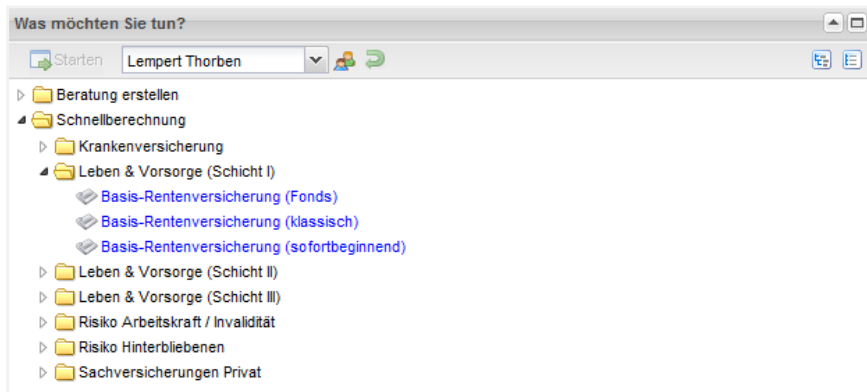 Was möchten Sie tun?
Starten Lempert Thorben
Beratung erstellen
Schnellberechnung
Krankenversicherung
Leben & Vorsorge (Schicht I)
Basis-Rentenversicherung (Fonds)
Basis-Rentenversicherung (klassisch)
Basis-Rentenversicherung (sofortbeginnend)
Leben & Vorsorge (Schicht II)
Leben & Vorsorge (Schicht III)
Risiko Arbeitskraft / Invalidität
Risiko Hinterbliebenen
Sachversicherungen Privat